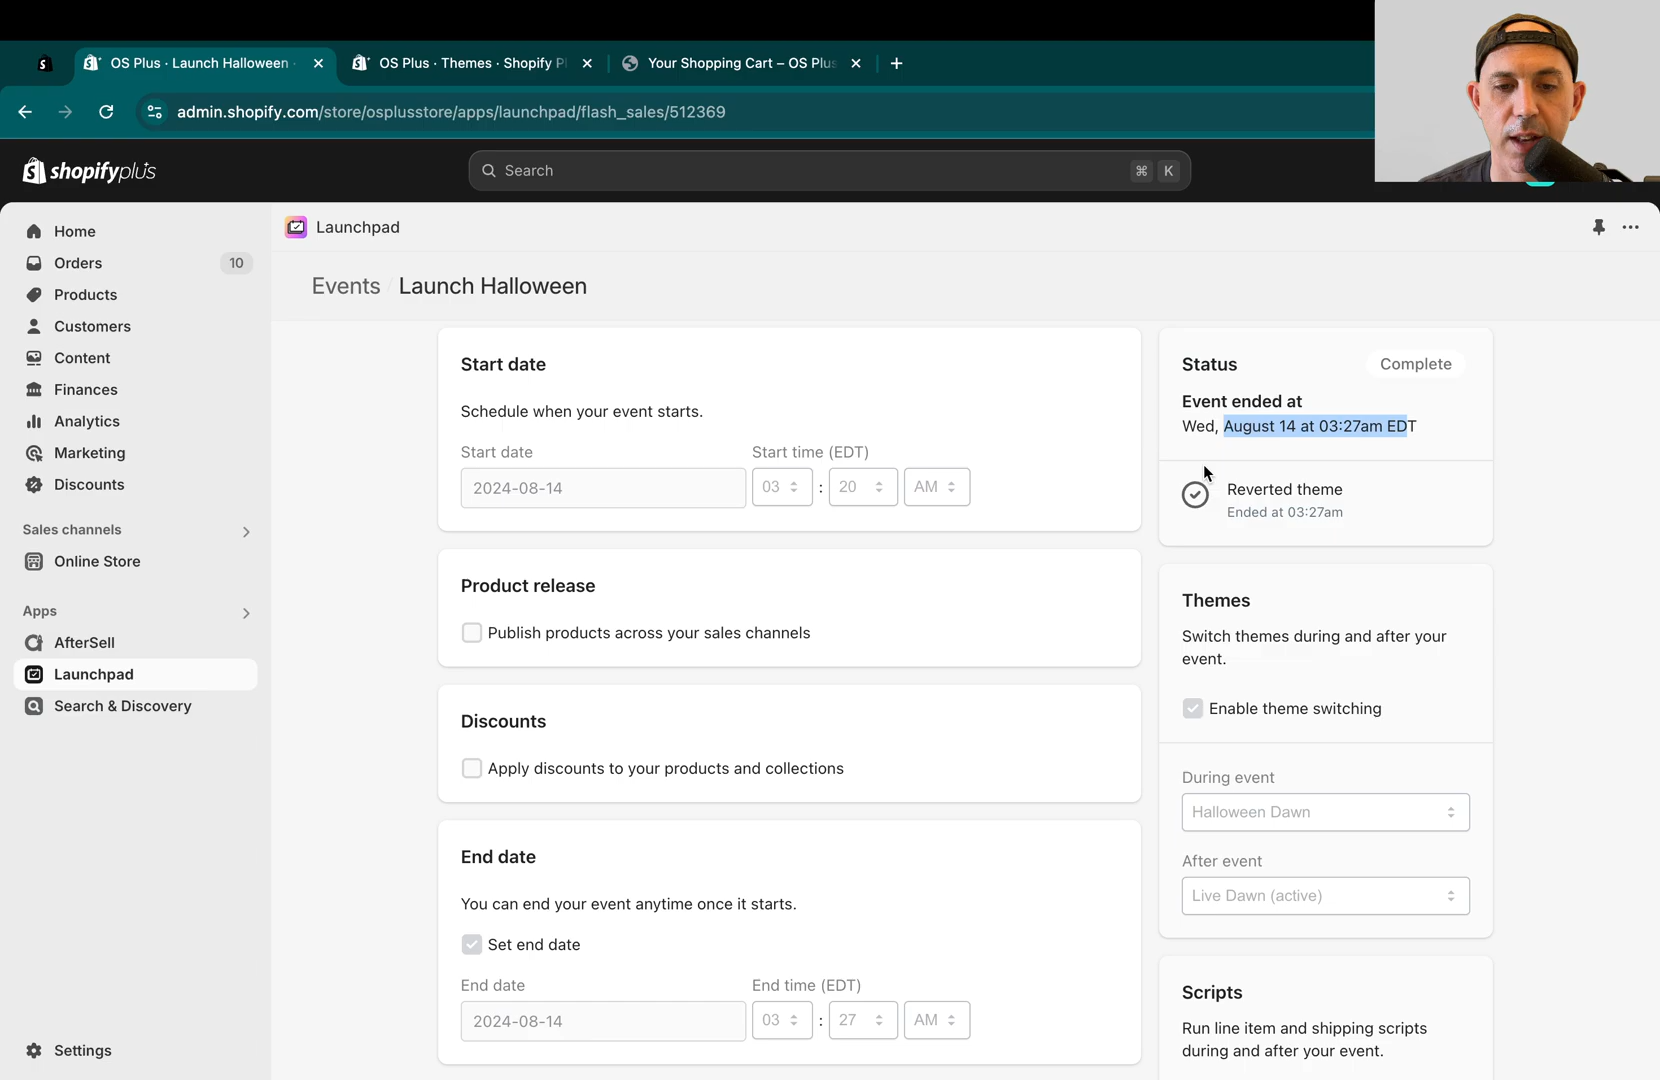 OS Plus · Launch Halloween ·
OS Plus · Themes · Shopify Pl
Your Shopping Cart – OS Plus
admin.shopify.com/store/osplusstore/apps/launchpad/flash_sales/512369
shopifyplus
Search
⌘ K
Home
Orders 10
Products
Customers
Content
Finances
Analytics
Marketing
Discounts
Sales channels
Online Store
Apps
AfterSell
Launchpad
Search & Discovery
Settings
Launchpad
Events / Launch Halloween
Start date
Schedule when your event starts.
Start date Start time (EDT)
2024-08-14 03 : 20 AM
Product release
Publish products across your sales channels
Discounts
Apply discounts to your products and collections
End date
You can end your event anytime once it starts.
Set end date
End date End time (EDT)
2024-08-14 03 : 27 AM
Status Complete
Event ended at
Wed, August 14 at 03:27am EDT
Reverted theme
Ended at 03:27am
Themes
Switch themes during and after your
event.
Enable theme switching
During event
Halloween Dawn
After event
Live Dawn (active)
Scripts
Run line item and shipping scripts
during and after your event.